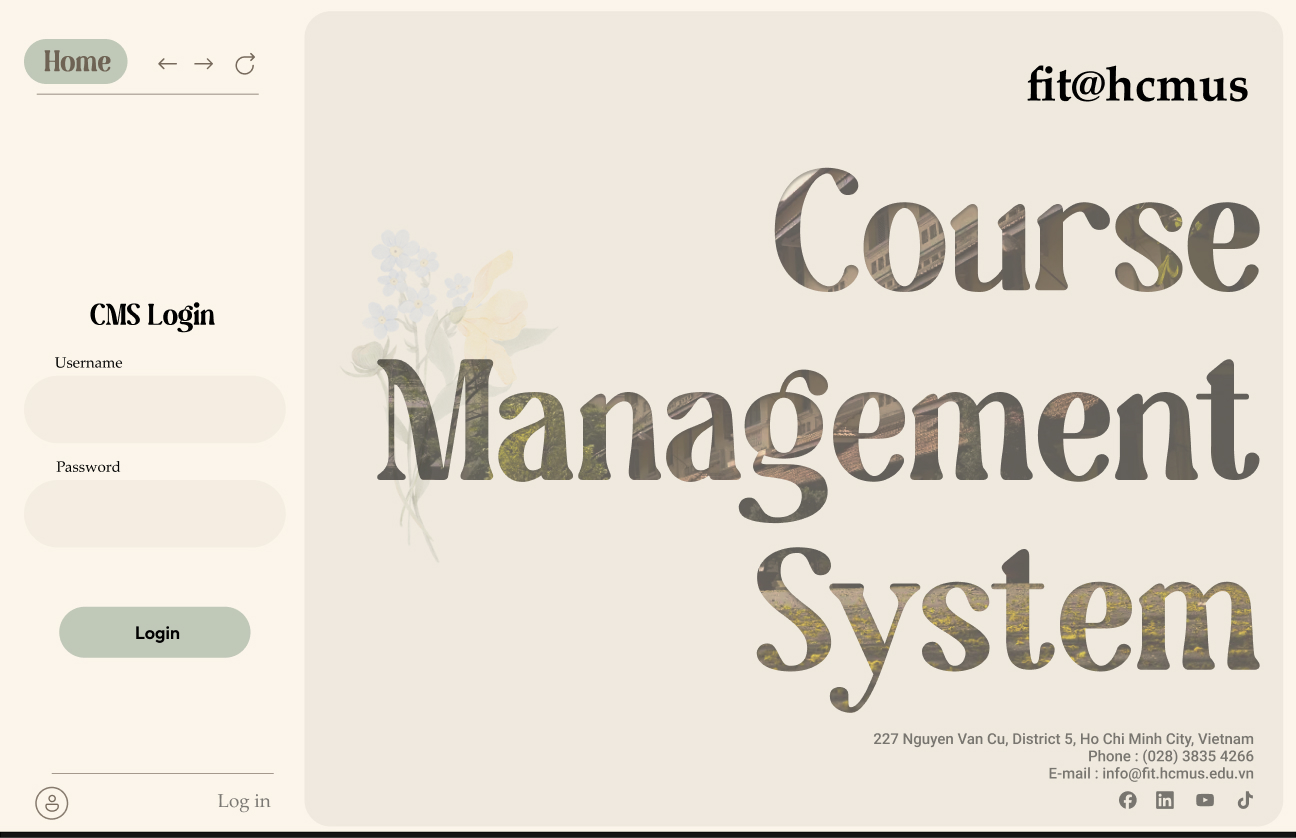 Home
CMS Login
Username
Password
Login
Log in
fit@hcmus
Course
Management
System
227 Nguyen Van Cu, District 5, Ho Chi Minh City, Vietnam
Phone : (028) 3835 4266
E-mail : info@fit.hcmus.edu.vn